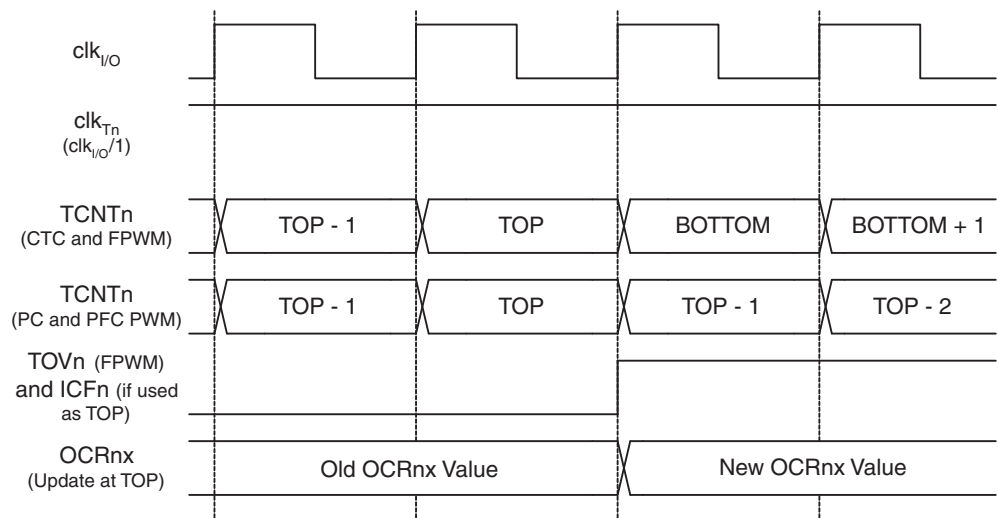 clkI/O
clkTn
(clkI/O/1)
TCNTn
(CTC and FPWM)
TOP - 1 TOP BOTTOM BOTTOM + 1
TCNTn
(PC and PFC PWM)
TOP - 1 TOP TOP - 1 TOP - 2
TOVn (FPWM)
and ICFn (if used
as TOP)
OCRnx
(Update at TOP)
Old OCRnx Value New OCRnx Value